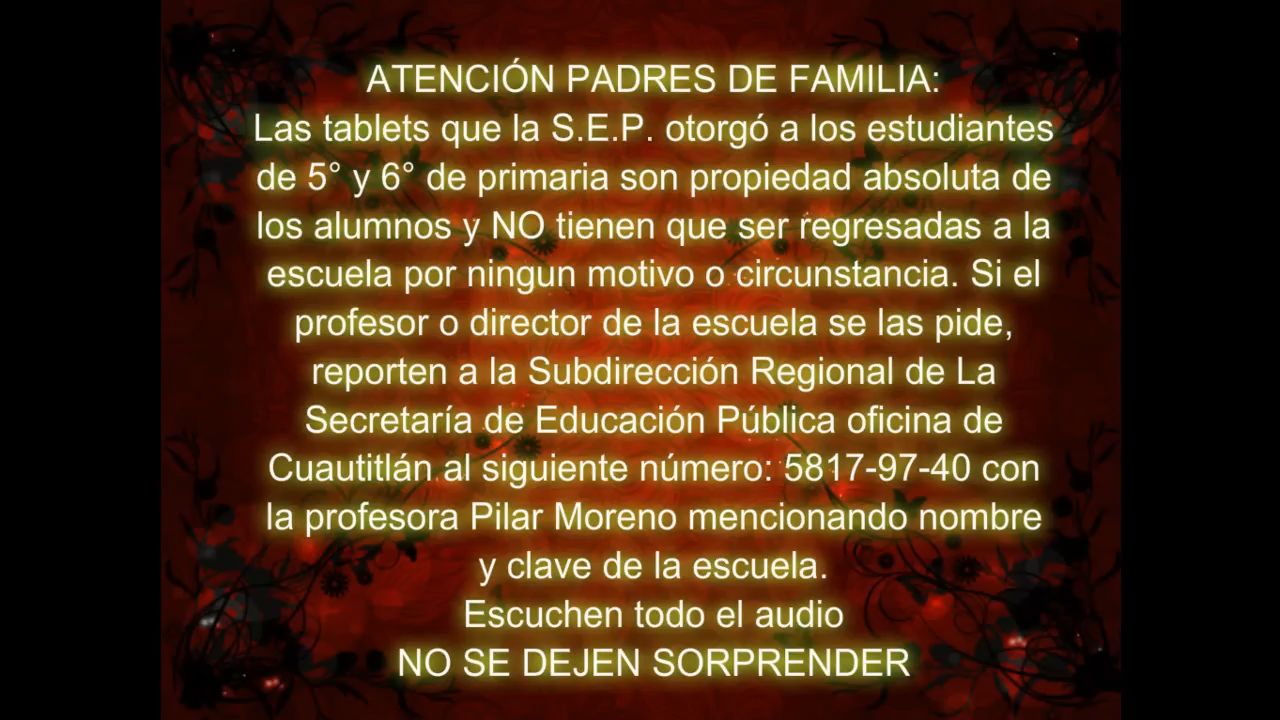 ATENCIÓN PADRES DE FAMILIA:
Las tablets que la S.E.P. otorgó a los estudiantes
de 5° y 6° de primaria son propiedad absoluta de
los alumnos y NO tienen que ser regresadas a la
escuela por ningun motivo o circunstancia. Si el
profesor o director de la escuela se las pide,
reporten a la Subdirección Regional de La
Secretaría de Educación Pública oficina de
Cuautitlán al siguiente número: 5817-97-40 con
la profesora Pilar Moreno mencionando nombre
y clave de la escuela.
Escuchen todo el audio
NO SE DEJEN SORPRENDER